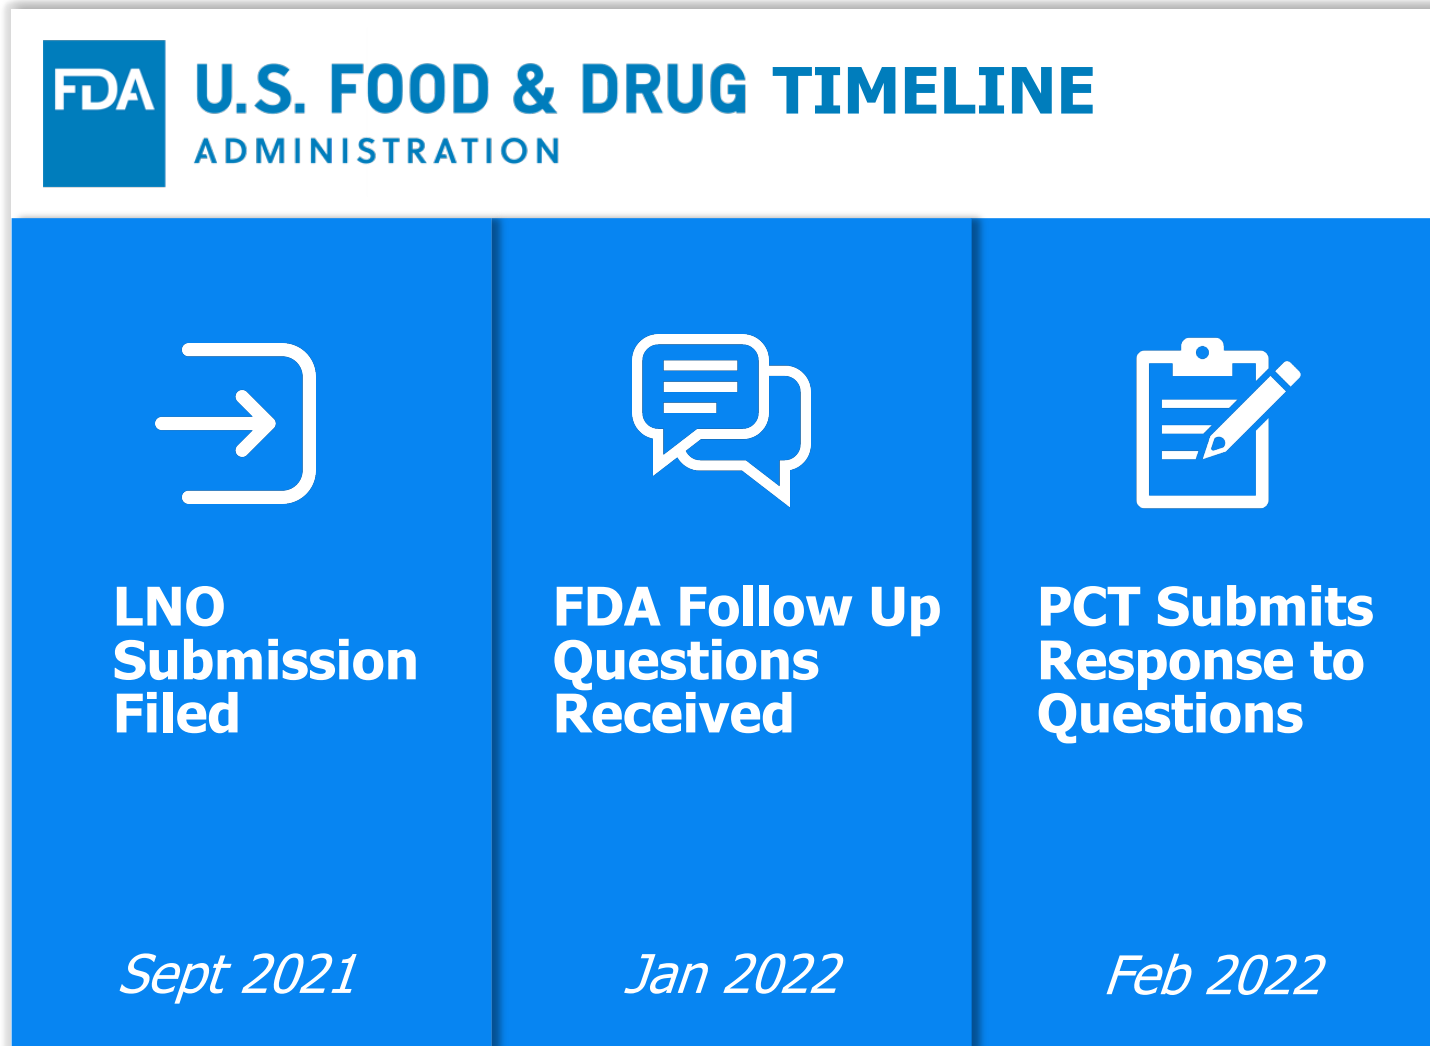 FDA U.S. FOOD & DRUG TIMELINE
ADMINISTRATION
LNO
Submission
Filed
Sept 2021
FDA Follow Up
Questions
Received
Jan 2022
PCT Submits
Response to
Questions
Feb 2022